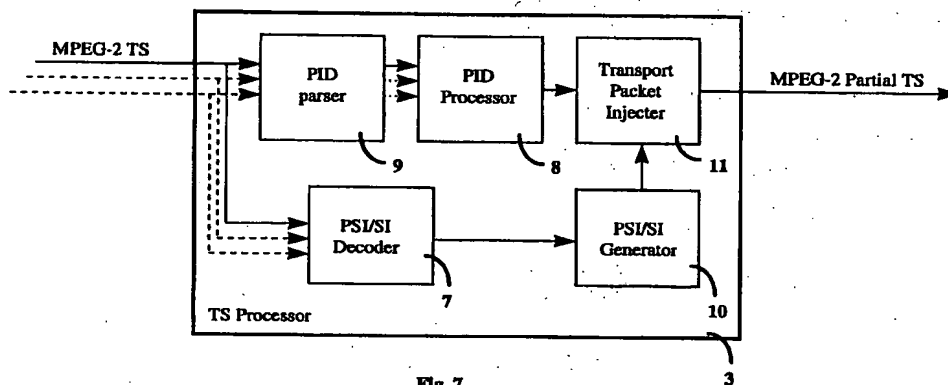 MPEG-2 TS
PID
parser
9
PID
Processor
8
Transport
Packet
Injecter
11
MPEG-2 Partial TS
PSI/SI
Decoder
7
PSI/SI
Generator
10
TS Processor
3
Fig. 7